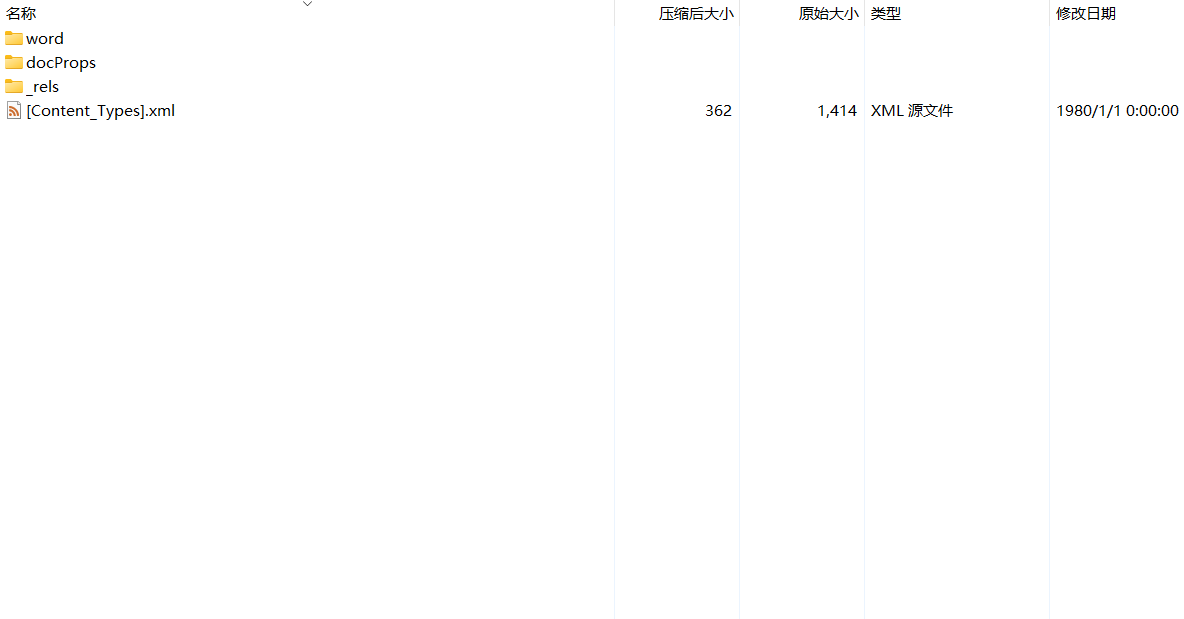 名称 压缩后大小 原始大小 类型 修改日期
word
docProps
_rels
[Content_Types].xml 362 1,414 XML 源文件 1980/1/1 0:00:00